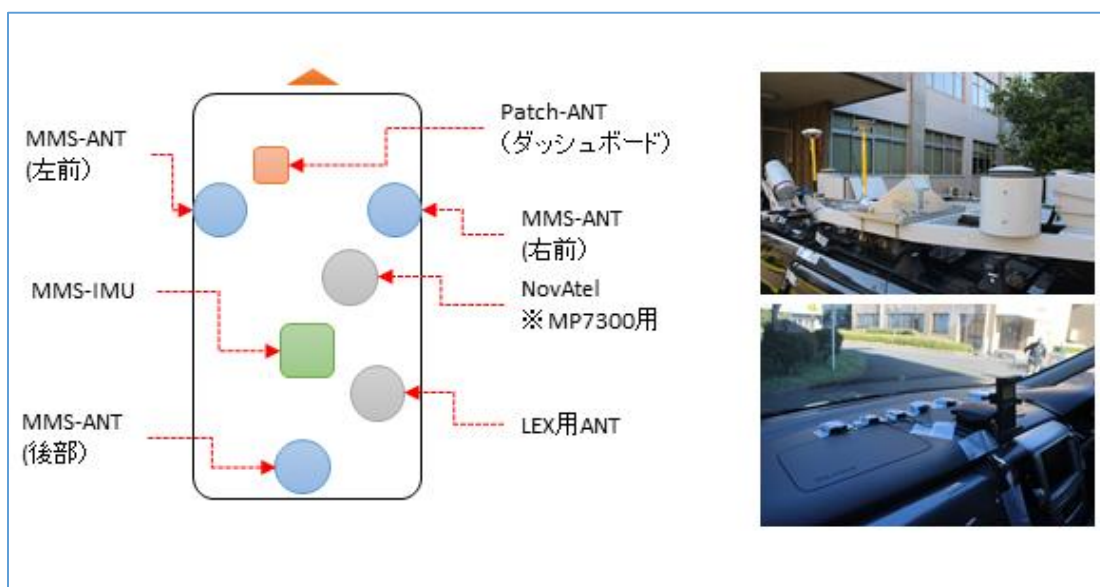 MMS-ANT
(左前）
MMS-IMU
MMS-ANT
(後部）
Patch-ANT
（ダッシュボード）
MMS-ANT
(右前）
NovAtel
※MP7300用
LEX用ANT